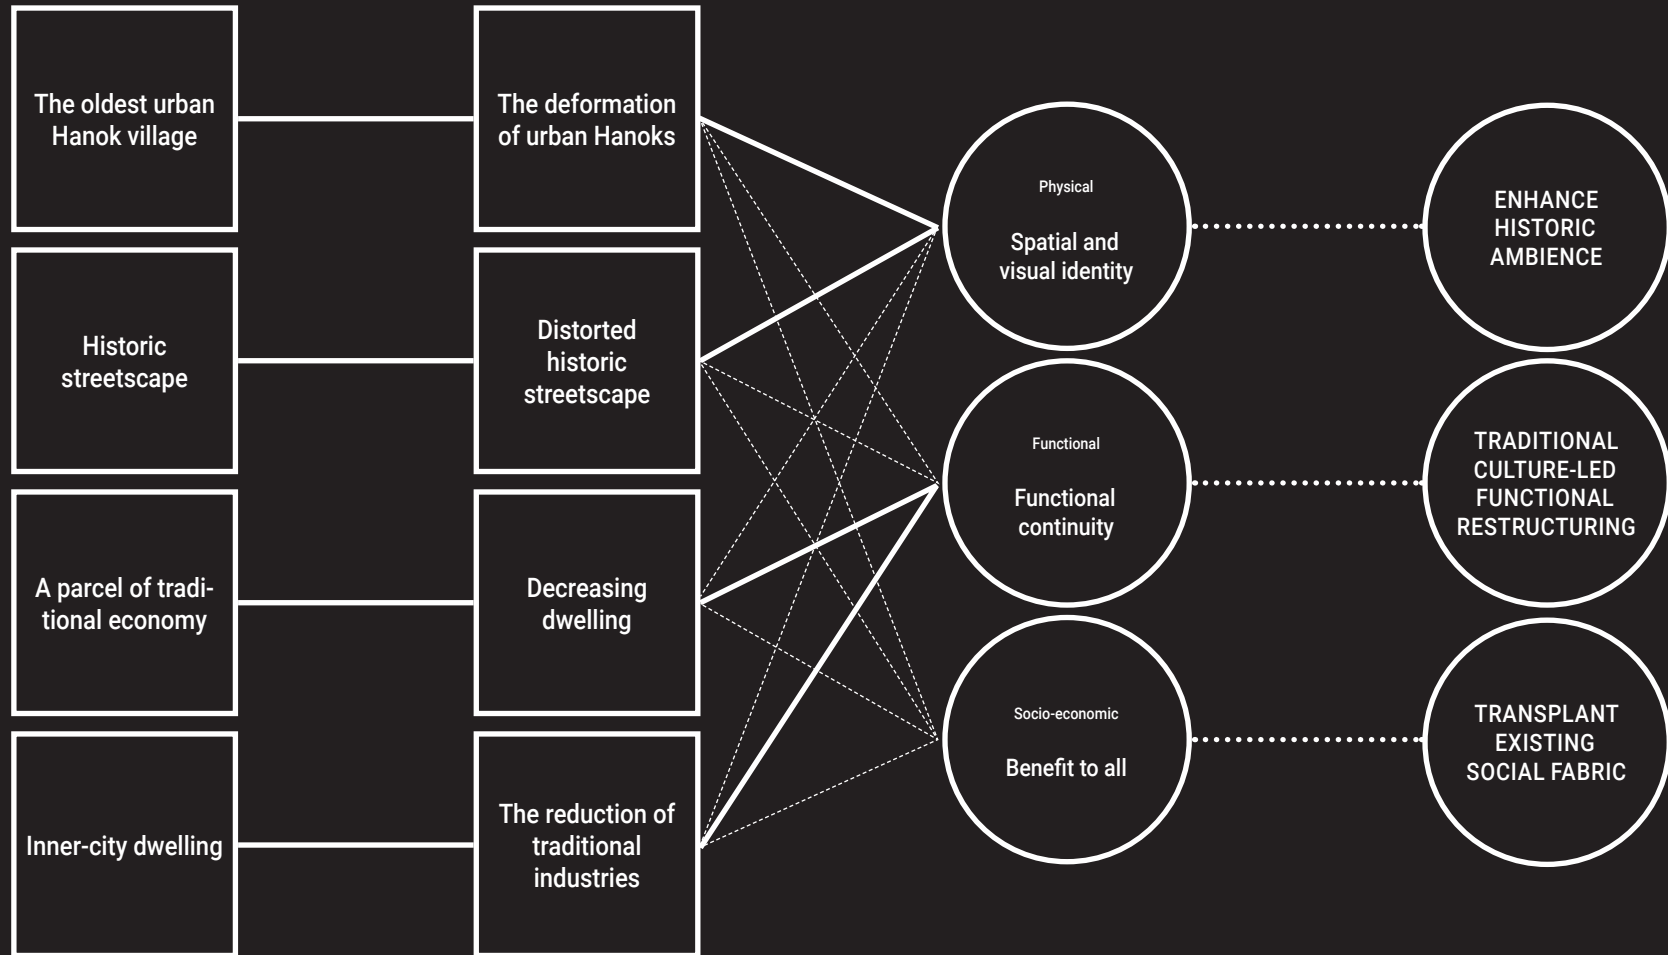 The oldest urban
Hanok village
The deformation
of urban Hanoks
Historic
streetscape
Distorted
historic
streetscape
A parcel of tradi-
tional economy
Decreasing
dwelling
Inner-city dwelling
The reduction of
traditional
industries
Physical
Spatial and
visual identity
Functional
Functional
continuity
Socio-economic
Benefit to all
ENHANCE
HISTORIC
AMBIENCE
TRADITIONAL
CULTURE-LED
FUNCTIONAL
RESTRUCTURING
TRANSPLANT
EXISTING
SOCIAL FABRIC